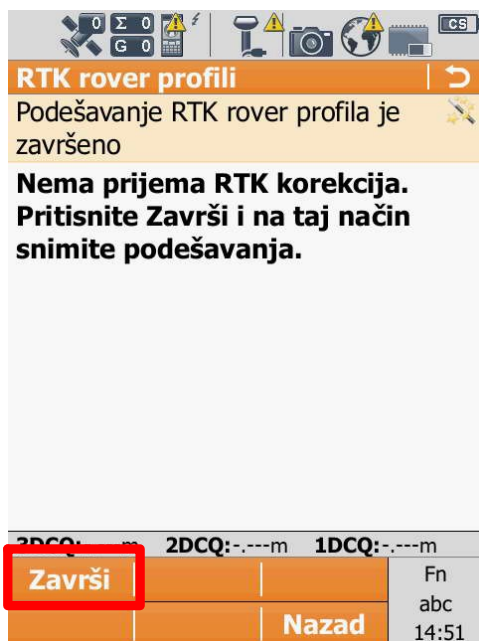 0 Σ 0
G 0
CS
RTK rover profili
Podešavanje RTK rover profila je
završeno
Nema prijema RTK korekcija.
Pritisnite Završi i na taj način
snimite podešavanja.
3DCQ:-.---m 2DCQ:-.---m 1DCQ:-.---m
Završi
Fn
abc
Nazad
14:51